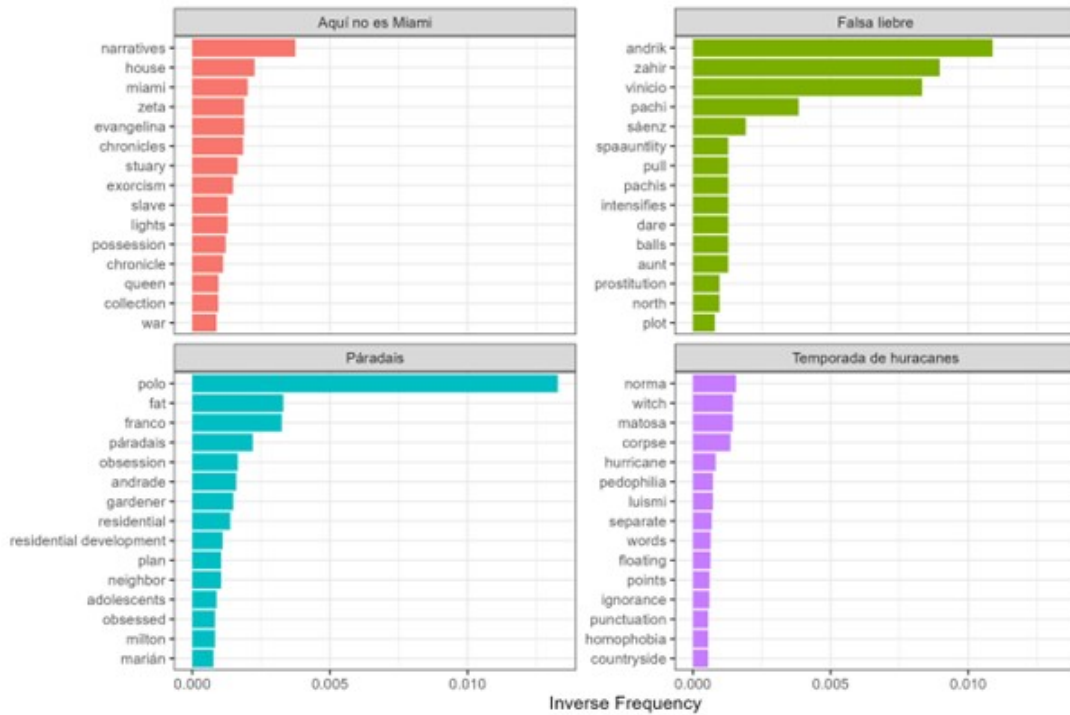 Aquí no es Miami
narratives
house
miami
zeta
evangelina
chronicles
stuary
exorcism
slave
lights
possession
chronicle
queen
collection
war
Falsa liebre
andrik
zahir
vinicio
pachi
sáenz
spaauntlity
pull
pachis
intensifies
dare
balls
aunt
prostitution
north
plot
Páradais
polo
fat
franco
páradais
obsession
andrade
gardener
residential
residential development
plan
neighbor
adolescents
obsessed
milton
marián
0.000 0.005 0.010
Temporada de huracanes
norma
witch
matosa
corpse
hurricane
pedophilia
luismi
separate
words
floating
points
ignorance
punctuation
homophobia
countryside
0.000 0.005 0.010
Inverse Frequency